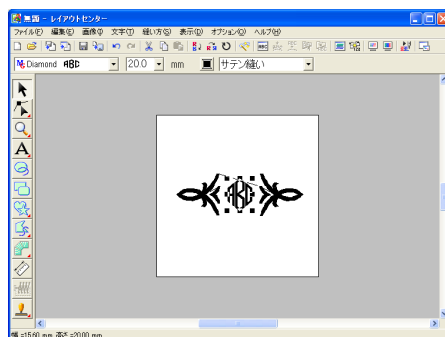 無題 - レイアウトセンター
ファイル(F) 編集(E) 画像(I) 文字(T) 縫い方(S) 表示(D) オプション(O) ヘルプ(H)
Diamond ABC 20.0 mm サテン縫い
ABC
幅 =15.60 mm 高さ =20.00 mm